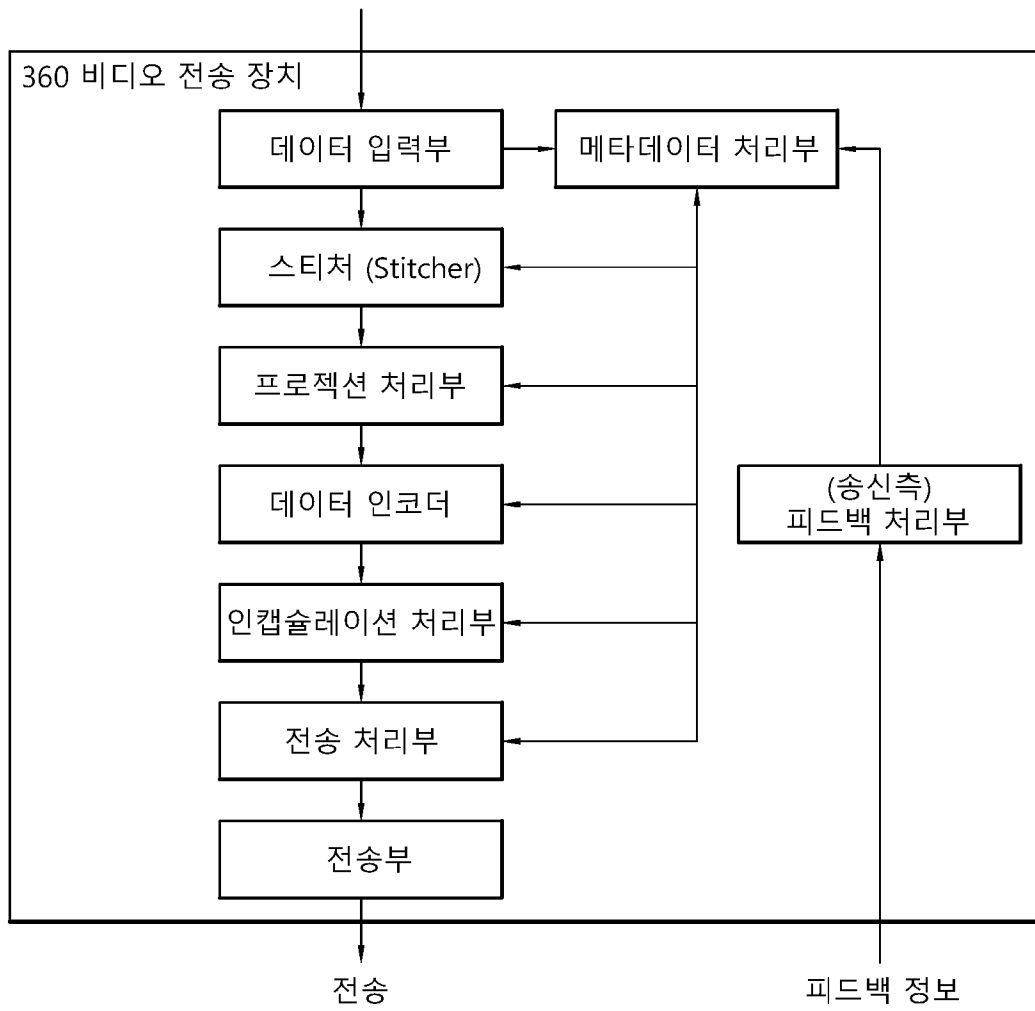 360 비디오 전송 장치
데이터 입력부
메타데이터 처리부
스티처 (Stitcher)
프로젝션 처리부
데이터 인코더
(송신측)
피드백 처리부
인캡슐레이션 처리부
전송 처리부
전송부
전송
피드백 정보